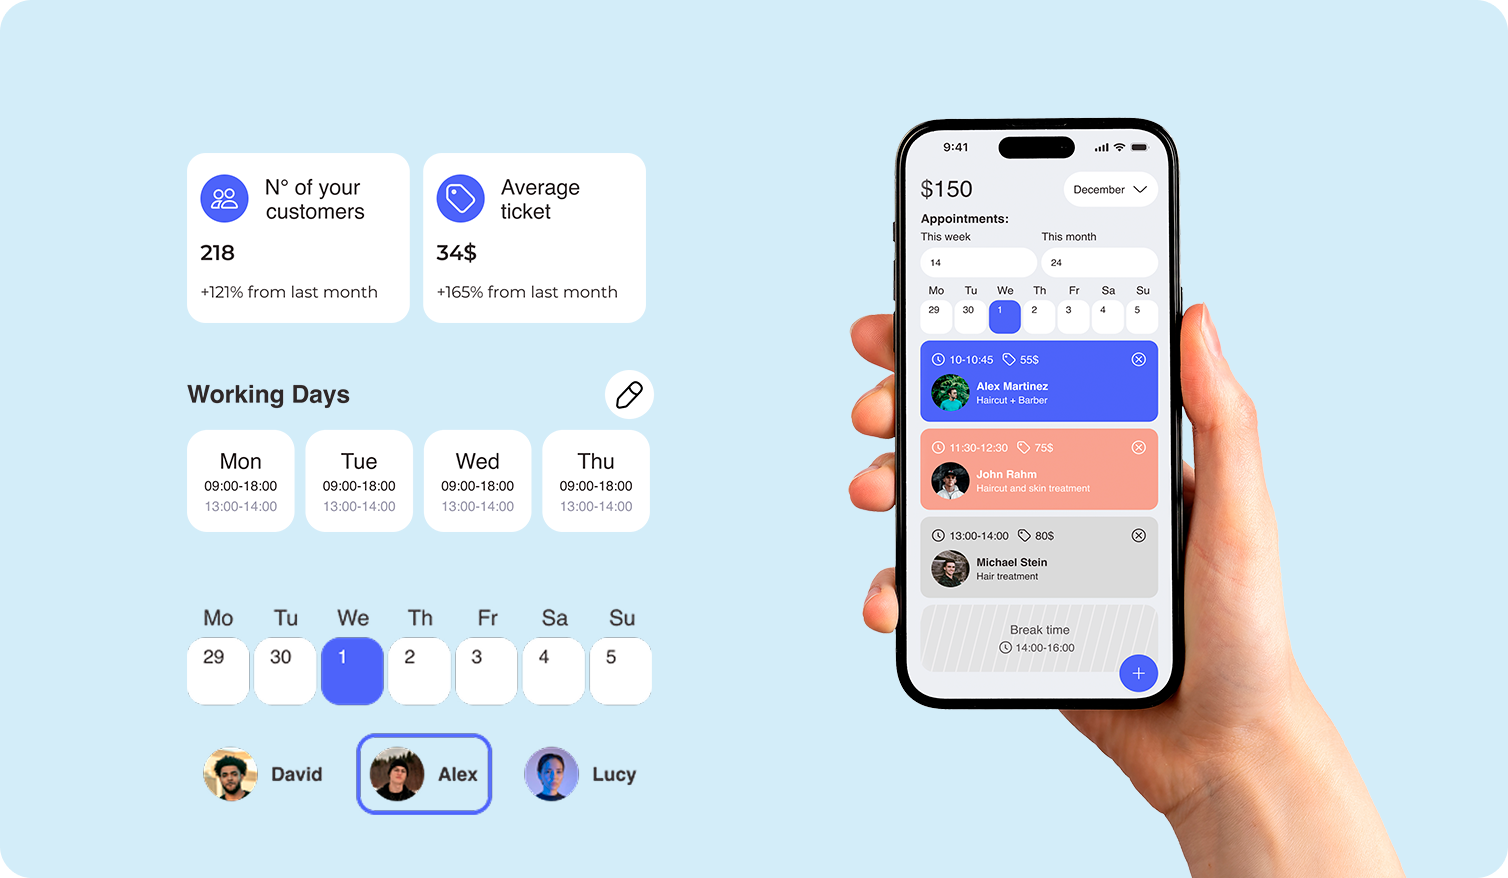 N° of your
customers
218
+121% from last month
Average
ticket
34$
+165% from last month
Working Days
Mon
09:00-18:00
13:00-14:00
Tue
09:00-18:00
13:00-14:00
Wed
09:00-18:00
13:00-14:00
Thu
09:00-18:00
13:00-14:00
Mo Tu We Th Fr Sa Su
29 30 1 2 3 4 5
David
Alex
Lucy
9:41
$150
December
Appointments:
This week
This month
14
24
Mo Tu We Th Fr Sa Su
29 30 1 2 3 4 5
10-10:45 55$
Alex Martinez
Haircut + Barber
11:30-12:30 75$
John Rahm
Haircut and skin treatment
13:00-14:00 80$
Michael Stein
Hair treatment
Break time
14:00-16:00